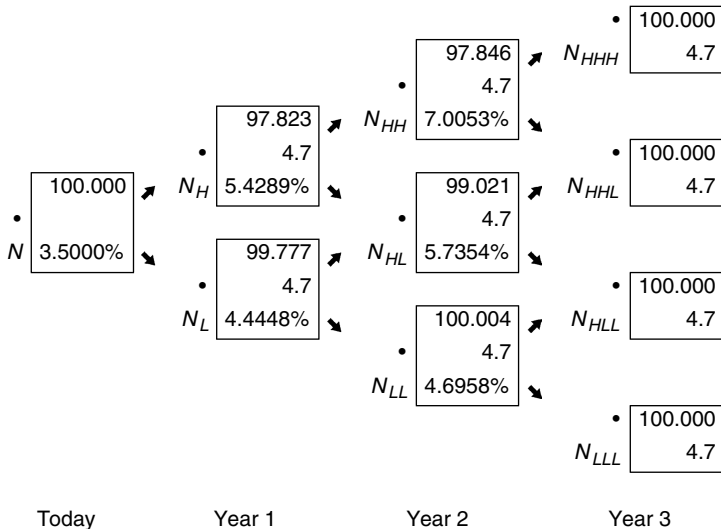 100.000
N
3.5000%
97.823
4.7
N_H
5.4289%
99.777
4.7
N_L
4.4448%
97.846
4.7
N_HH
7.0053%
99.021
4.7
N_HL
5.7354%
100.004
4.7
N_LL
4.6958%
100.000
N_HHH
4.7
100.000
N_HHL
4.7
100.000
N_HLL
4.7
100.000
N_LLL
4.7
Today Year 1 Year 2 Year 3